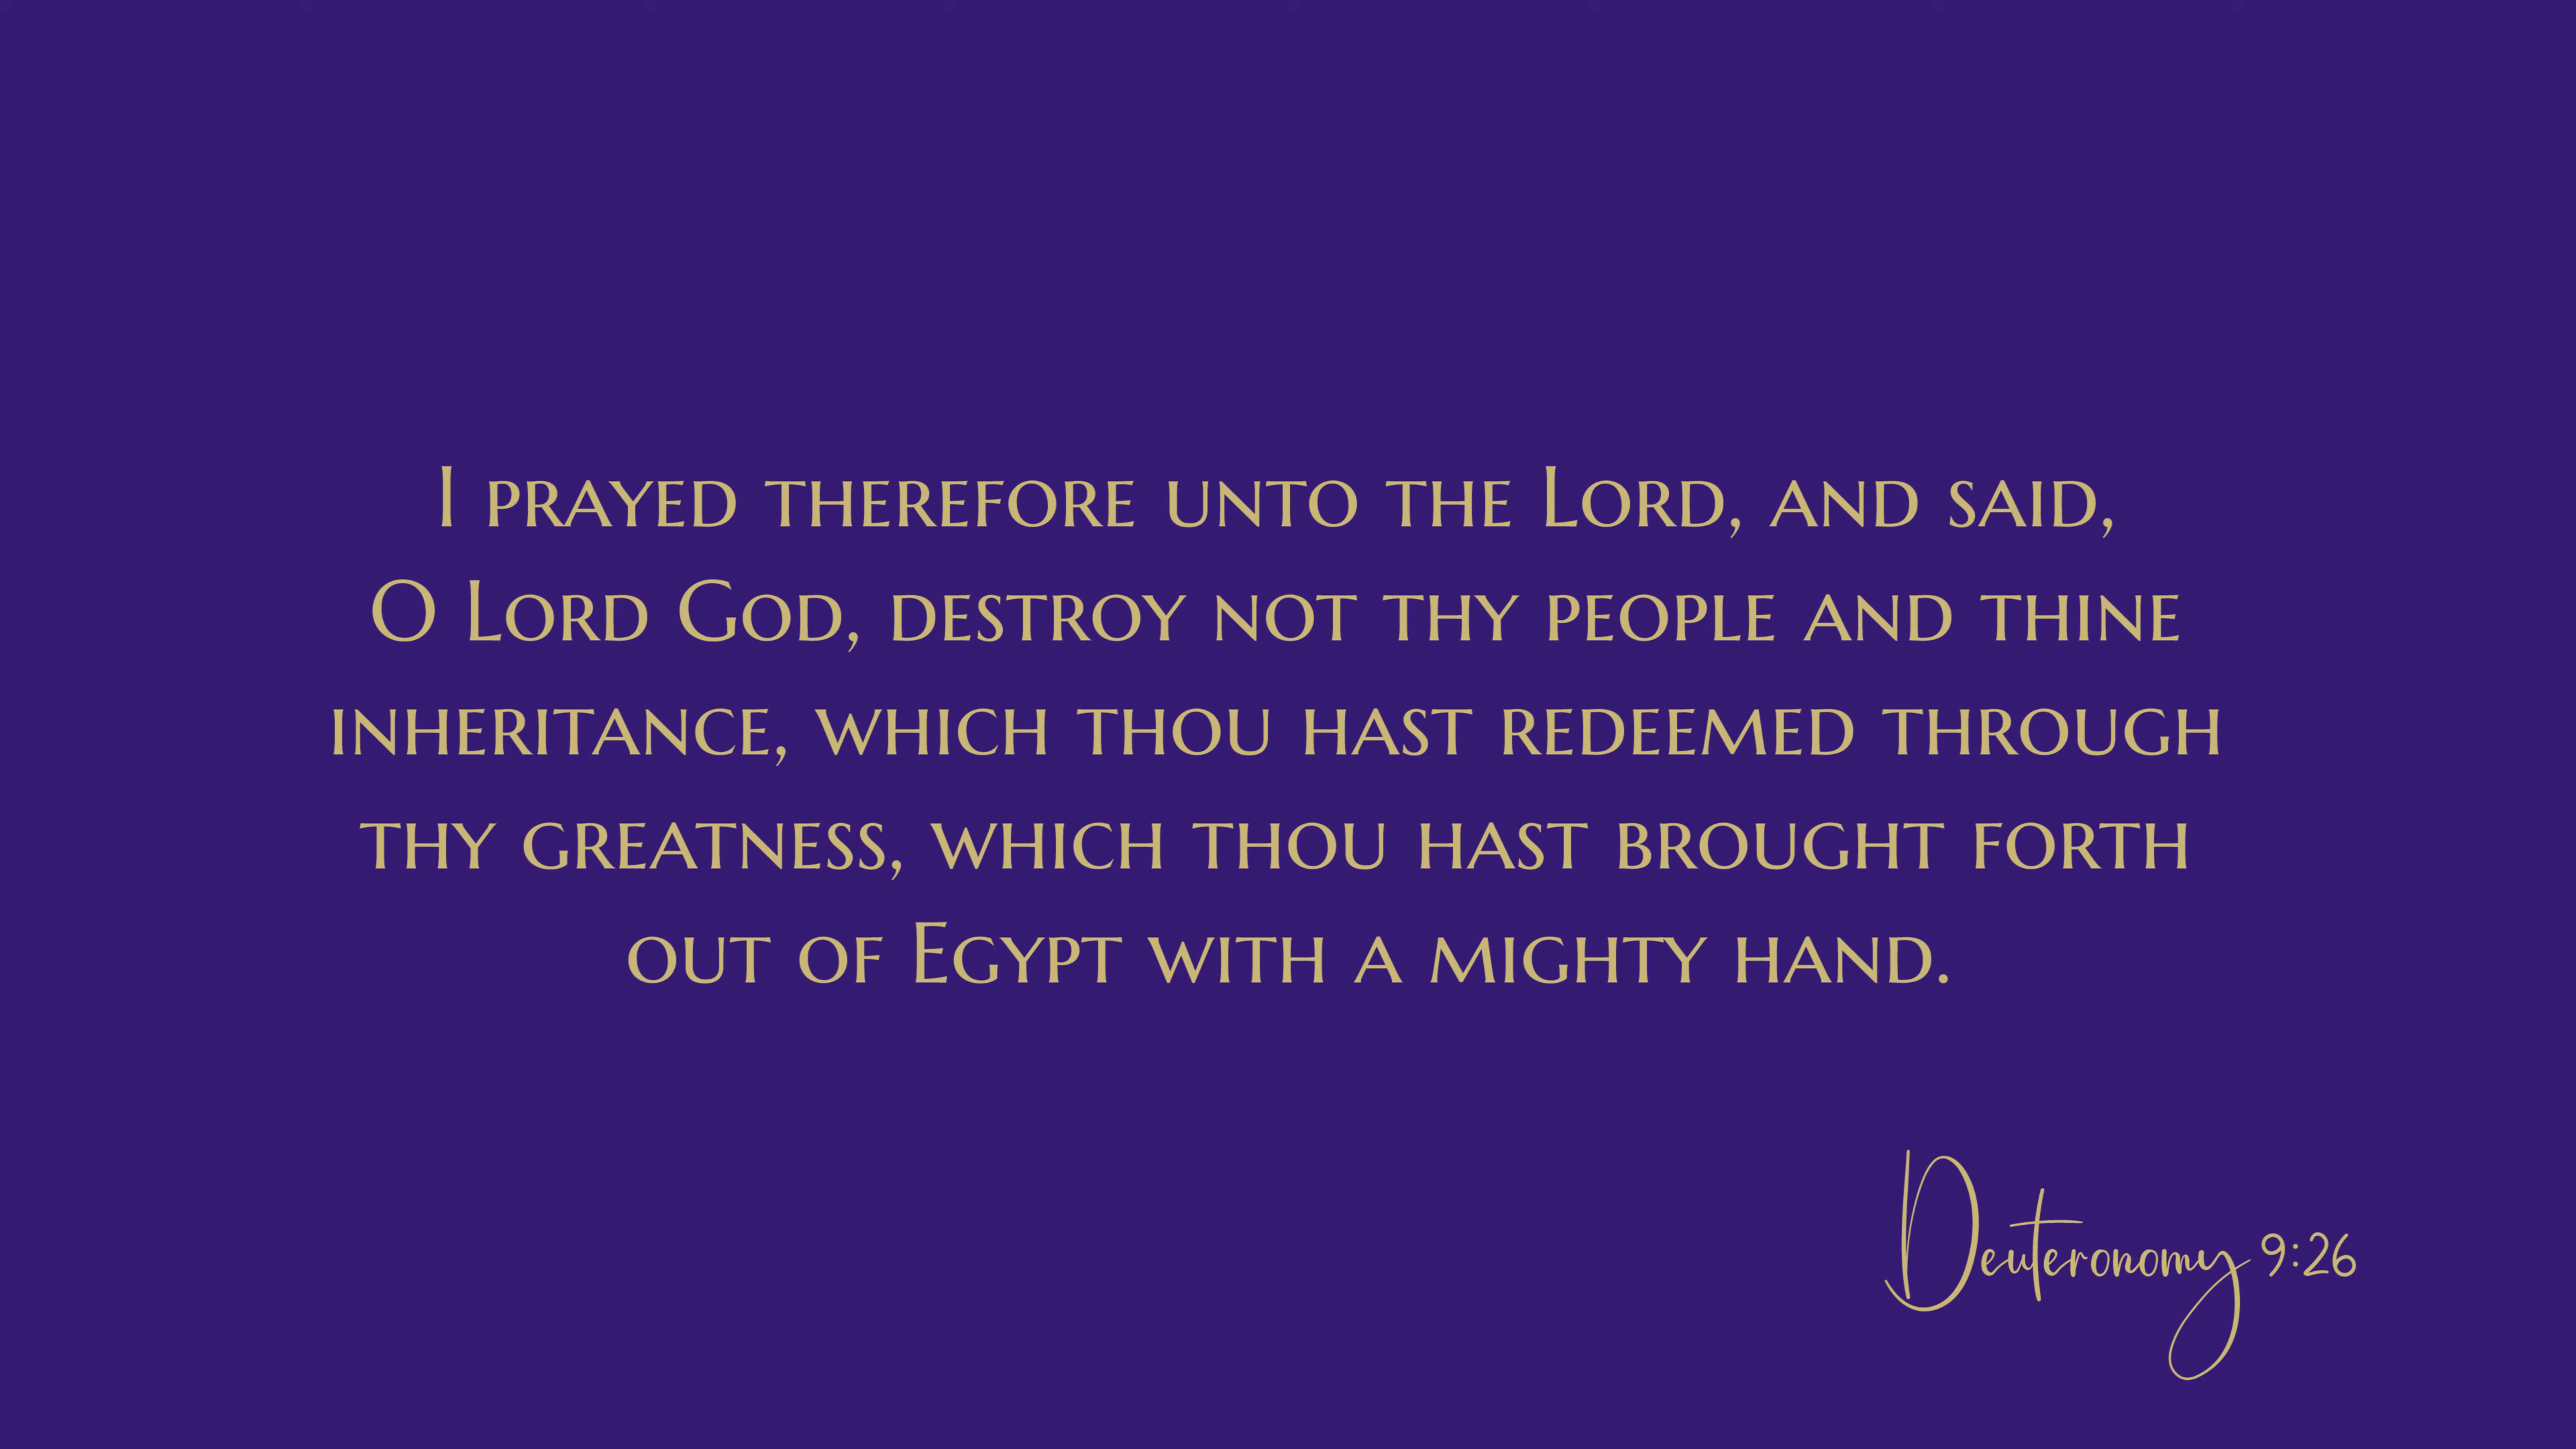 I prayed therefore unto the Lord, and said,
O Lord God, destroy not thy people and thine
inheritance, which thou hast redeemed through
thy greatness, which thou hast brought forth
out of Egypt with a mighty hand.
Deuteronomy 9:26